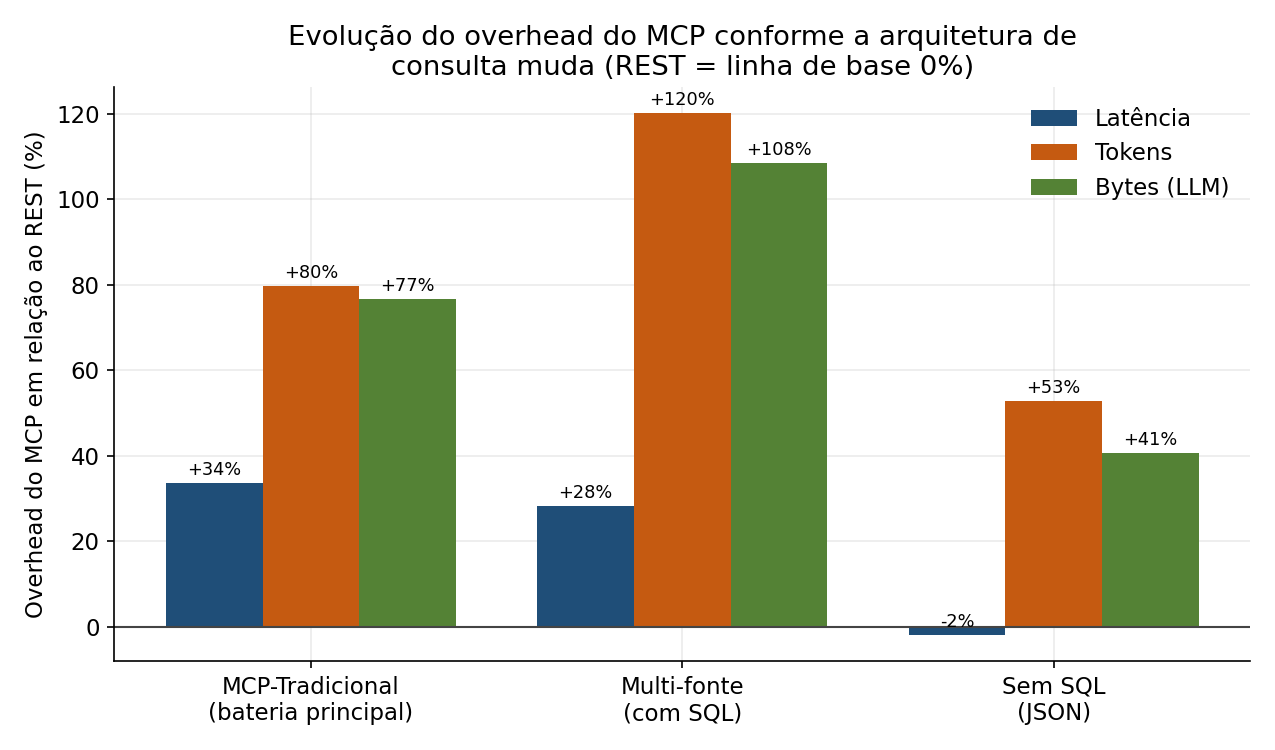 Evolução do overhead do MCP conforme a arquitetura de
consulta muda (REST = linha de base 0%)
Overhead do MCP em relação ao REST (%)
120
100
80
60
40
20
0
+34%
+80%
+77%
+28%
+120%
+108%
-2%
+53%
+41%
Latência
Tokens
Bytes (LLM)
MCP-Tradicional
(bateria principal)
Multi-fonte
(com SQL)
Sem SQL
(JSON)